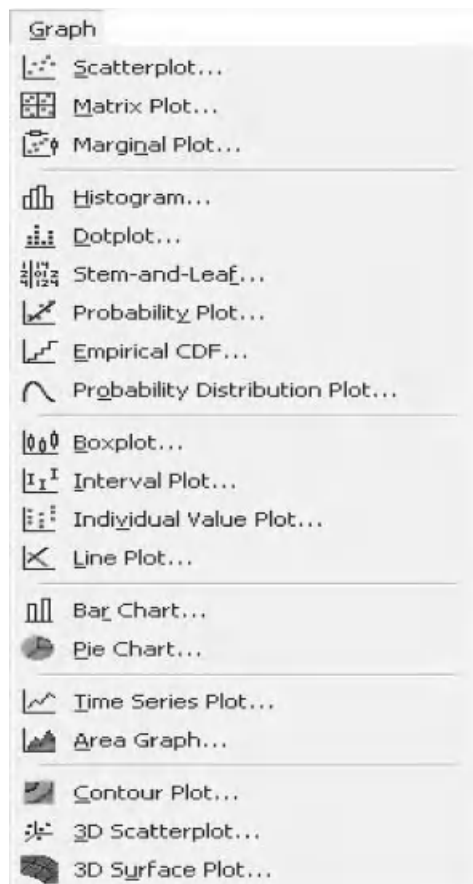 Graph
Scatterplot...
Matrix Plot...
Marginal Plot...
Histogram...
Dotplot...
Stem-and-Leaf...
Probability Plot...
Empirical CDF...
Probability Distribution Plot...
Boxplot...
Interval Plot...
Individual Value Plot...
Line Plot...
Bar Chart...
Pie Chart...
Time Series Plot...
Area Graph...
Contour Plot...
3D Scatterplot...
3D Surface Plot...